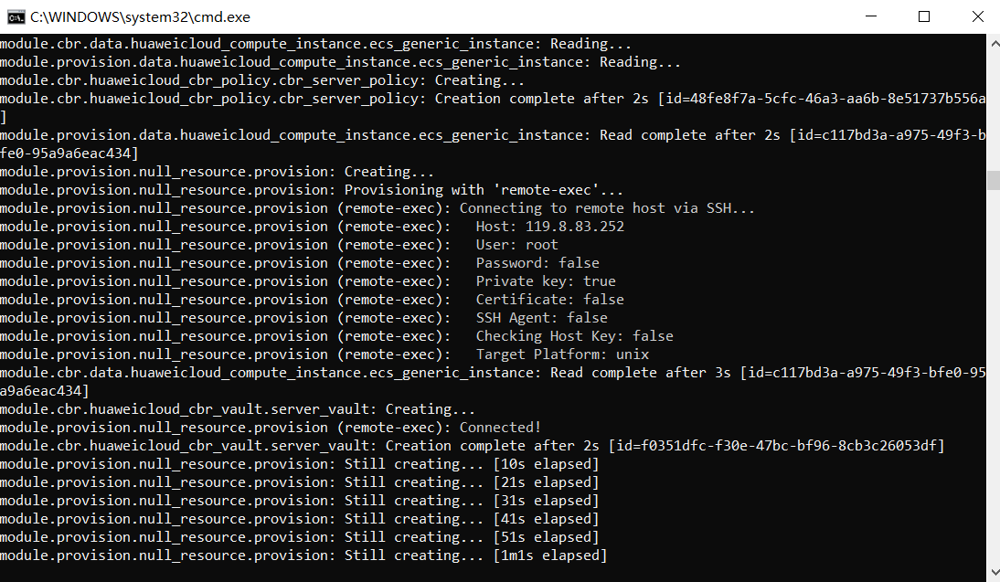 C:\WINDOWS\system32\cmd.exe
module.cbr.data.huaweicloud_compute_instance.ecs_generic_instance: Reading...
module.provision.data.huaweicloud_compute_instance.ecs_generic_instance: Reading...
module.cbr.huaweicloud_cbr_policy.cbr_server_policy: Creating...
module.cbr.huaweicloud_cbr_policy.cbr_server_policy: Creation complete after 2s [id=48fe8f7a-5cfc-46a3-aa6b-8e51737b556a
]
module.provision.data.huaweicloud_compute_instance.ecs_generic_instance: Read complete after 2s [id=c117bd3a-a975-49f3-b
fe0-95a9a6eac434]
module.provision.null_resource.provision: Creating...
module.provision.null_resource.provision: Provisioning with 'remote-exec'...
module.provision.null_resource.provision (remote-exec): Connecting to remote host via SSH...
module.provision.null_resource.provision (remote-exec):   Host: 119.8.83.252
module.provision.null_resource.provision (remote-exec):   User: root
module.provision.null_resource.provision (remote-exec):   Password: false
module.provision.null_resource.provision (remote-exec):   Private key: true
module.provision.null_resource.provision (remote-exec):   Certificate: false
module.provision.null_resource.provision (remote-exec):   SSH Agent: false
module.provision.null_resource.provision (remote-exec):   Checking Host Key: false
module.provision.null_resource.provision (remote-exec):   Target Platform: unix
module.cbr.data.huaweicloud_compute_instance.ecs_generic_instance: Read complete after 3s [id=c117bd3a-a975-49f3-bfe0-95
a9a6eac434]
module.cbr.huaweicloud_cbr_vault.server_vault: Creating...
module.provision.null_resource.provision (remote-exec): Connected!
module.cbr.huaweicloud_cbr_vault.server_vault: Creation complete after 2s [id=f0351dfc-f30e-47bc-bf96-8cb3c26053df]
module.provision.null_resource.provision: Still creating... [10s elapsed]
module.provision.null_resource.provision: Still creating... [21s elapsed]
module.provision.null_resource.provision: Still creating... [31s elapsed]
module.provision.null_resource.provision: Still creating... [41s elapsed]
module.provision.null_resource.provision: Still creating... [51s elapsed]
module.provision.null_resource.provision: Still creating... [1m1s elapsed]